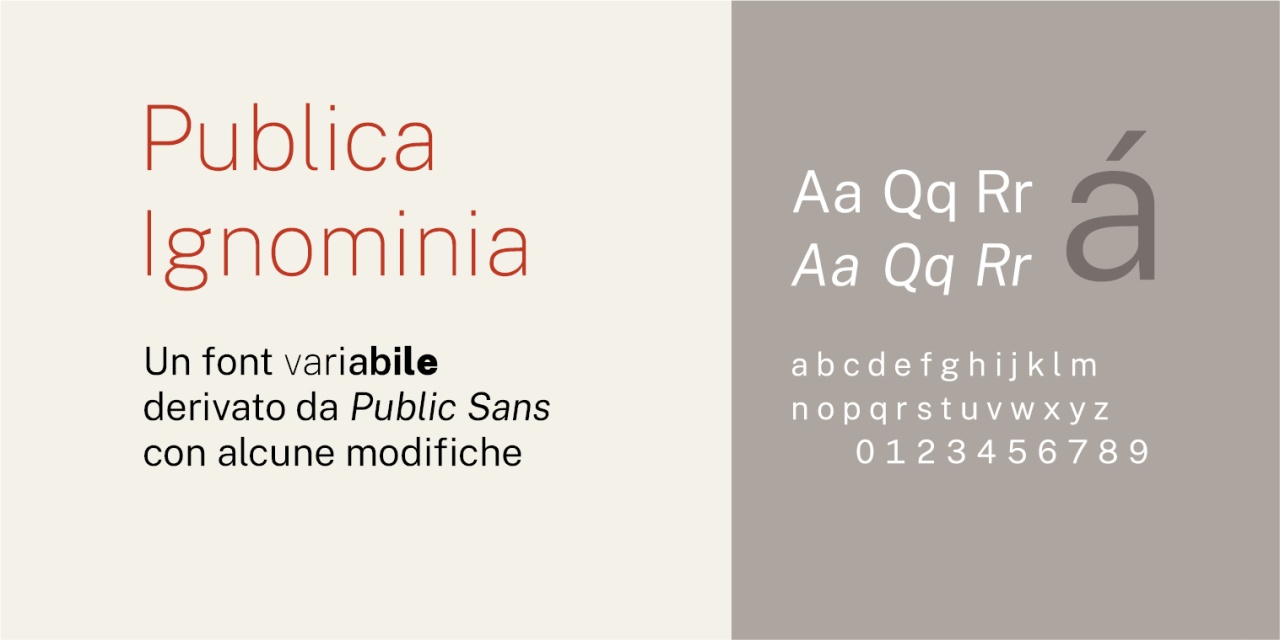 Publica
Ignominia
Un font variabile
derivato da Public Sans
con alcune modifiche
Aa Qq Rr
Aa Qq Rr
á
a b c d e f g h i j k l m
n o p q r s t u v w x y z
0 1 2 3 4 5 6 7 8 9